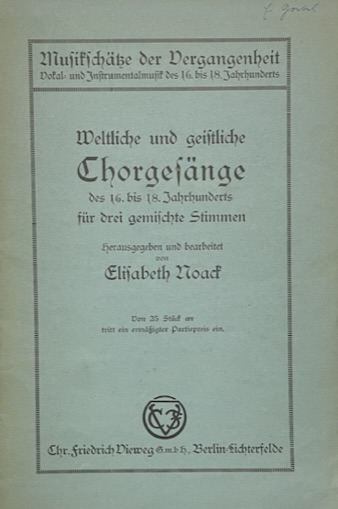 Musikschätze der Vergangenheit
Vokal- und Instrumentalmusik des 16. bis 18. Jahrhunderts
Weltliche und geistliche
Chorgesänge
des 16. bis 18. Jahrhunderts
für drei gemischte Stimmen
Herausgegeben und bearbeitet
von
Elisabeth Noack
Von 25 Stück an
tritt ein ermäßigter Partiepreis ein.
Chr. Friedrich Vieweg G.m.b.H., Berlin-Lichterfelde